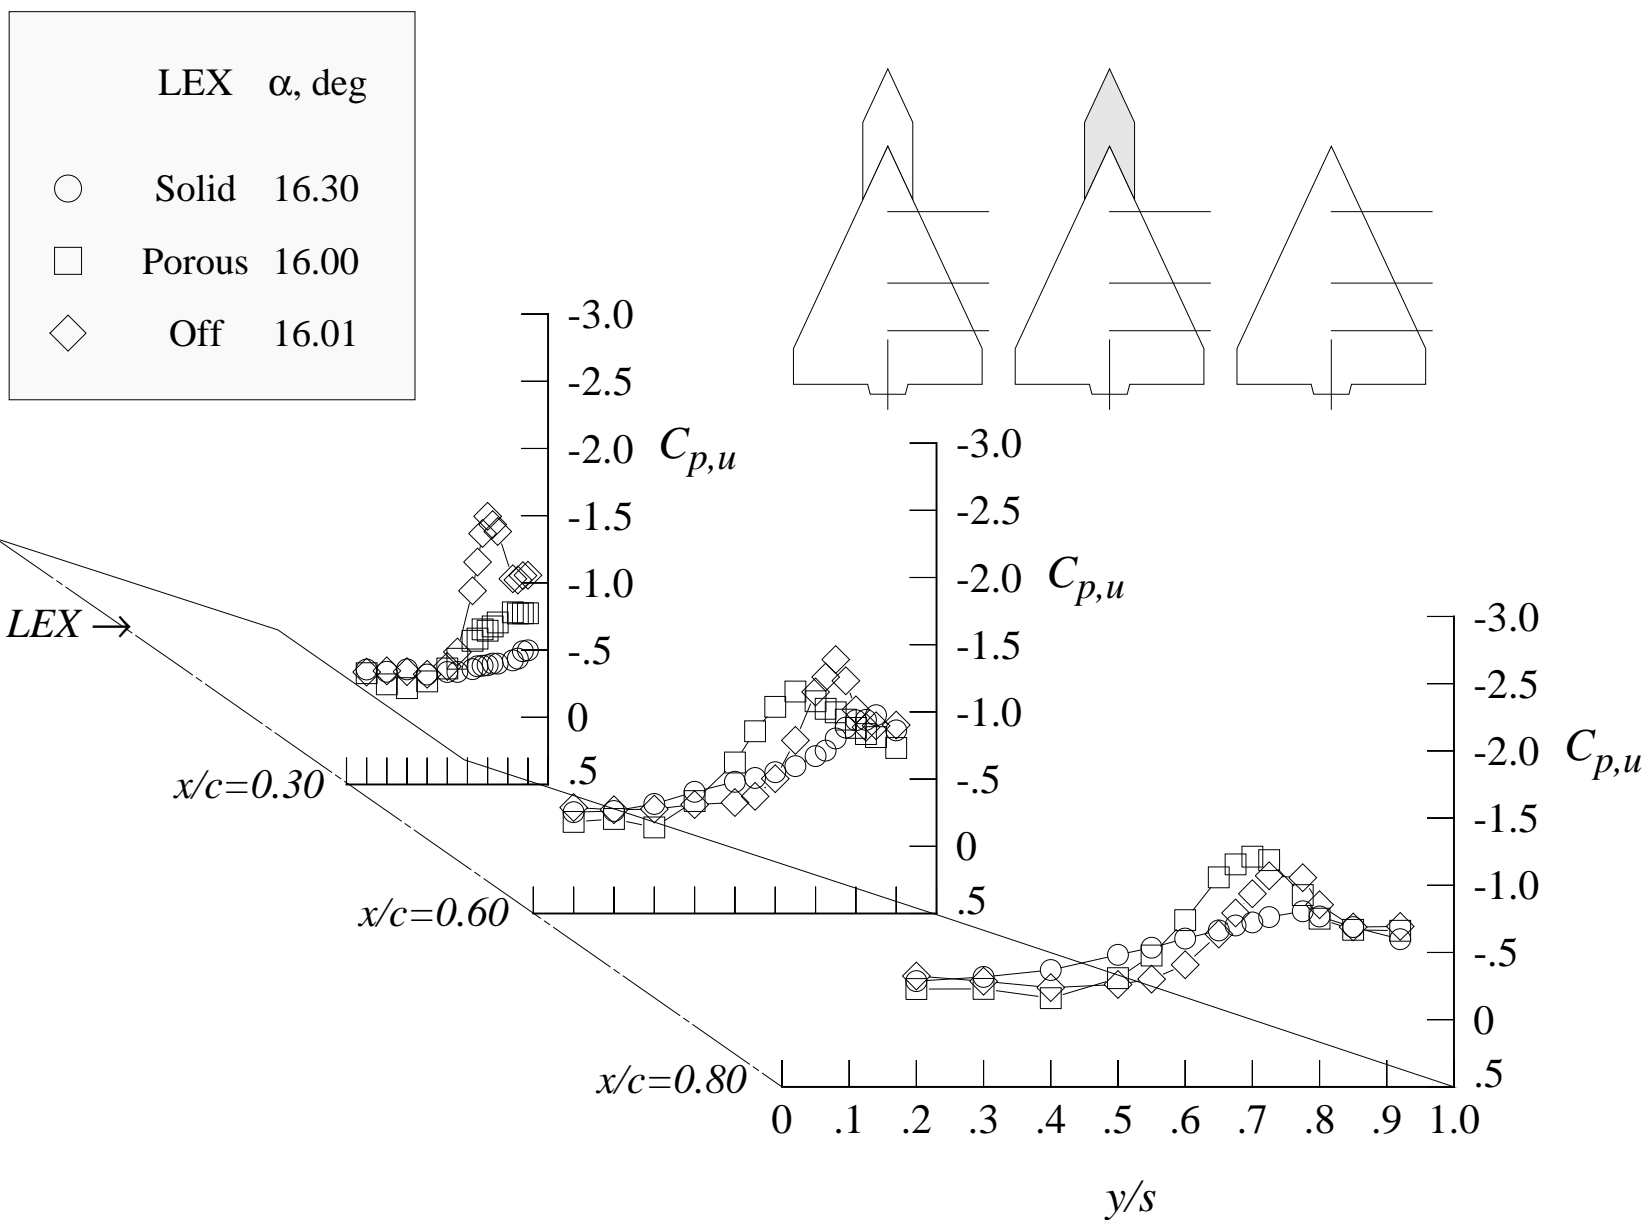 LEX α, deg
Solid 16.30
Porous 16.00
Off 16.01
-3.0
-2.5
-2.0
-1.5
-1.0
-.5
0
.5
Cp,u
-3.0
-2.5
-2.0
-1.5
-1.0
-.5
0
.5
Cp,u
-3.0
-2.5
-2.0
-1.5
-1.0
-.5
0
.5
Cp,u
LEX →
x/c=0.30
x/c=0.60
x/c=0.80
0 .1 .2 .3 .4 .5 .6 .7 .8 .9 1.0
y/s